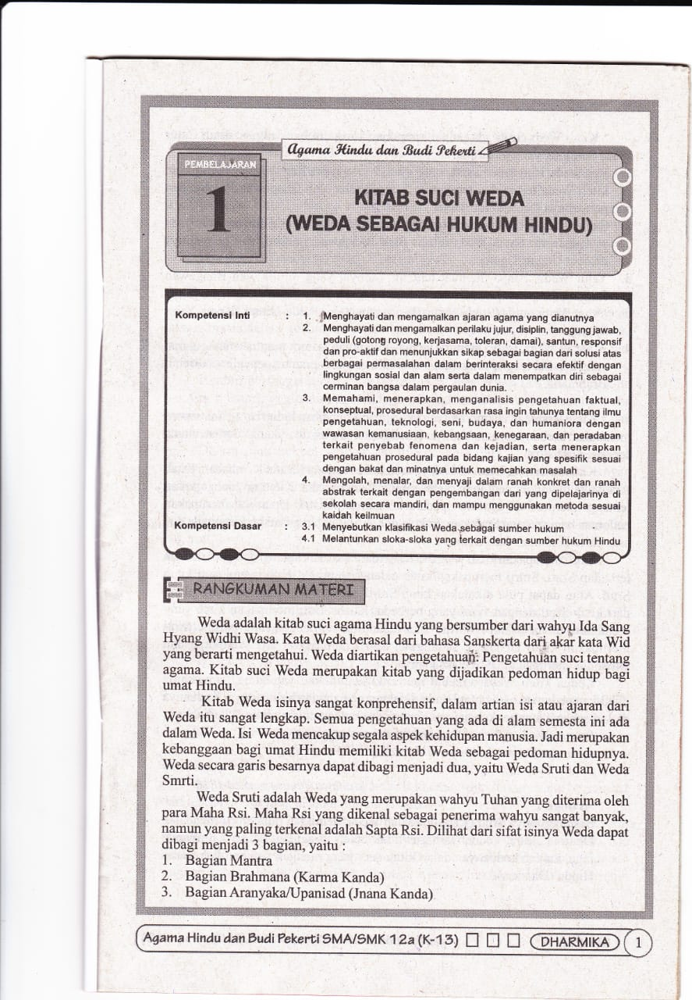 Agama Hindu dan Budi Pekerti
PEMBELAJARAN
1
KITAB SUCI WEDA
(WEDA SEBAGAI HUKUM HINDU)
Kompetensi Inti : 1. Menghayati dan mengamalkan ajaran agama yang dianutnya
2. Menghayati dan mengamalkan perilaku jujur, disiplin, tanggung jawab,
peduli (gotong royong, kerjasama, toleran, damai), santun, responsif
dan pro-aktif dan menunjukkan sikap sebagai bagian dari solusi atas
berbagai permasalahan dalam berinteraksi secara efektif dengan
lingkungan sosial dan alam serta dalam menempatkan diri sebagai
cerminan bangsa dalam pergaulan dunia.
3. Memahami, menerapkan, menganalisis pengetahuan faktual,
konseptual, prosedural berdasarkan rasa ingin tahunya tentang ilmu
pengetahuan, teknologi, seni, budaya, dan humaniora dengan
wawasan kemanusiaan, kebangsaan, kenegaraan, dan peradaban
terkait penyebab fenomena dan kejadian, serta menerapkan
pengetahuan prosedural pada bidang kajian yang spesifik sesuai
dengan bakat dan minatnya untuk memecahkan masalah
4. Mengolah, menalar, dan menyaji dalam ranah konkret dan ranah
abstrak terkait dengan pengembangan dari yang dipelajarinya di
sekolah secara mandiri, dan mampu menggunakan metoda sesuai
kaidah keilmuan
Kompetensi Dasar : 3.1 Menyebutkan klasifikasi Weda sebagai sumber hukum
4.1 Melantunkan sloka-sloka yang terkait dengan sumber hukum Hindu
RANGKUMAN MATERI
Weda adalah kitab suci agama Hindu yang bersumber dari wahyu Ida Sang
Hyang Widhi Wasa. Kata Weda berasal dari bahasa Sanskerta dari akar kata Wid
yang berarti mengetahui. Weda diartikan pengetahuan. Pengetahuan suci tentang
agama. Kitab suci Weda merupakan kitab yang dijadikan pedoman hidup bagi
umat Hindu.
Kitab Weda isinya sangat konprehensif, dalam artian isi atau ajaran dari
Weda itu sangat lengkap. Semua pengetahuan yang ada di alam semesta ini ada
dalam Weda. Isi Weda mencakup segala aspek kehidupan manusia. Jadi merupakan
kebanggaan bagi umat Hindu memiliki kitab Weda sebagai pedoman hidupnya.
Weda secara garis besarnya dapat dibagi menjadi dua, yaitu Weda Sruti dan Weda
Smrti.
Weda Sruti adalah Weda yang merupakan wahyu Tuhan yang diterima oleh
para Maha Rsi. Maha Rsi yang dikenal sebagai penerima wahyu sangat banyak,
namun yang paling terkenal adalah Sapta Rsi. Dilihat dari sifat isinya Weda dapat
dibagi menjadi 3 bagian, yaitu :
1. Bagian Mantra
2. Bagian Brahmana (Karma Kanda)
3. Bagian Aranyaka/Upanisad (Jnana Kanda)
Agama Hindu dan Budi Pekerti SMA/SMK 12a (K-13) DHARMIKA 1